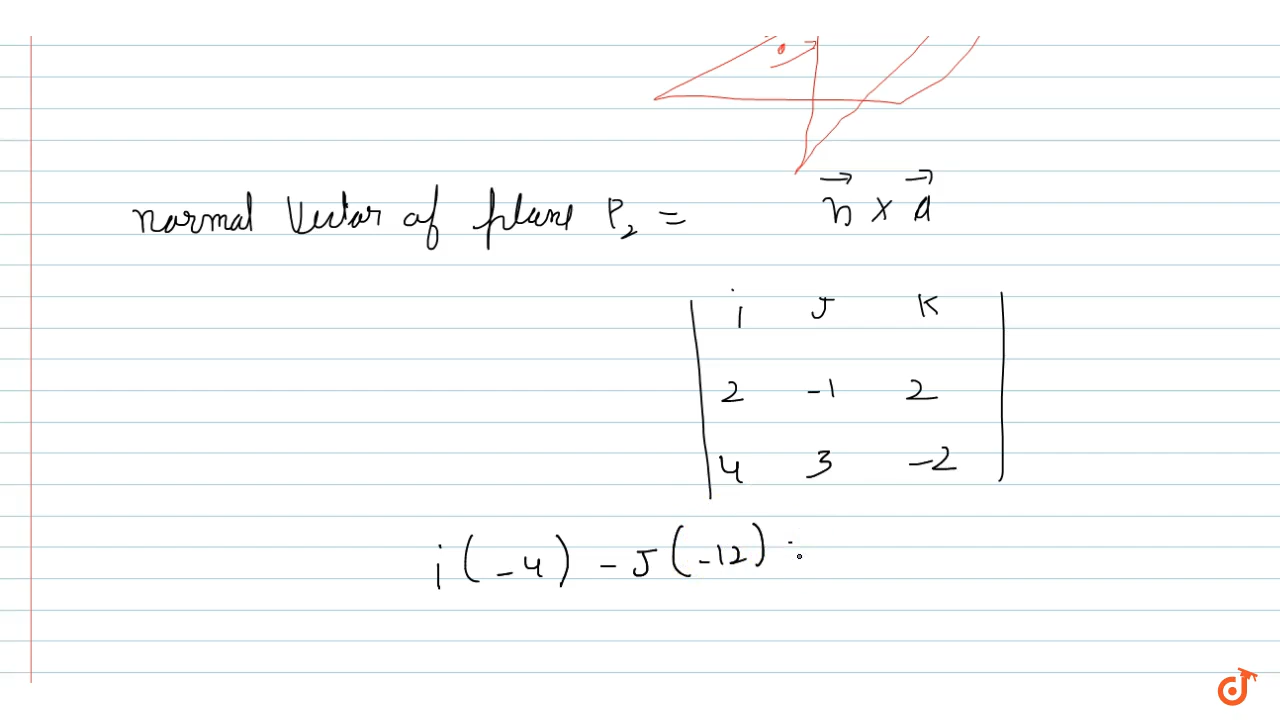 normal Vector of plane P₂ = n⃗ × a⃗
i J K
2 -1 2
4 3 -2
i(-4) - J(-12)